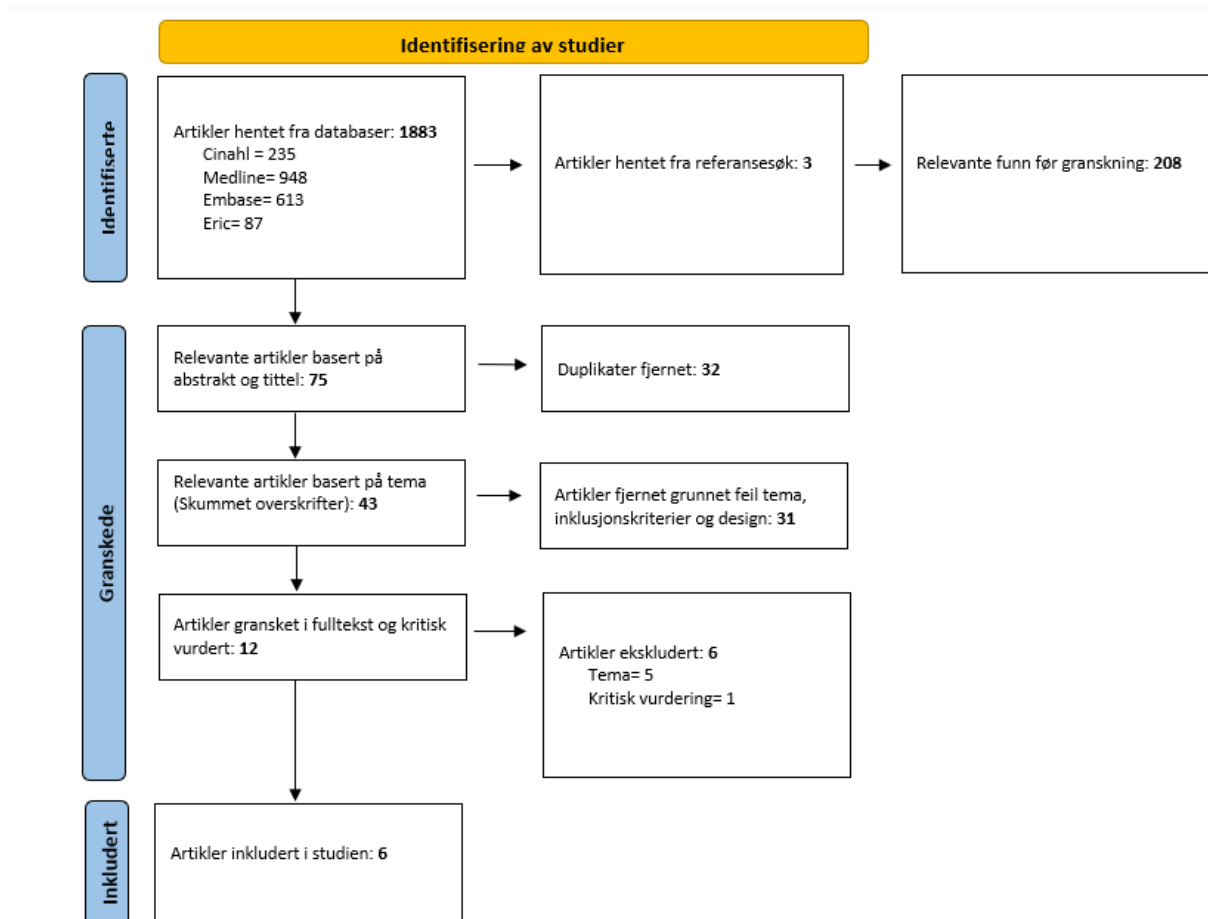 Identifisering av studier
Identifiserte
Artikler hentet fra databaser: 1883
Cinahl = 235
Medline= 948
Embase= 613
Eric= 87
Artikler hentet fra referansesøk: 3
Relevante funn før granskning: 208
Granskede
Relevante artikler basert på
abstrakt og tittel: 75
Duplikater fjernet: 32
Relevante artikler basert på tema
(Skummet overskrifter): 43
Artikler fjernet grunnet feil tema,
inklusjonskriterier og design: 31
Artikler gransket i fulltekst og kritisk
vurdert: 12
Artikler ekskludert: 6
Tema= 5
Kritisk vurdering= 1
Inkludert
Artikler inkludert i studien: 6